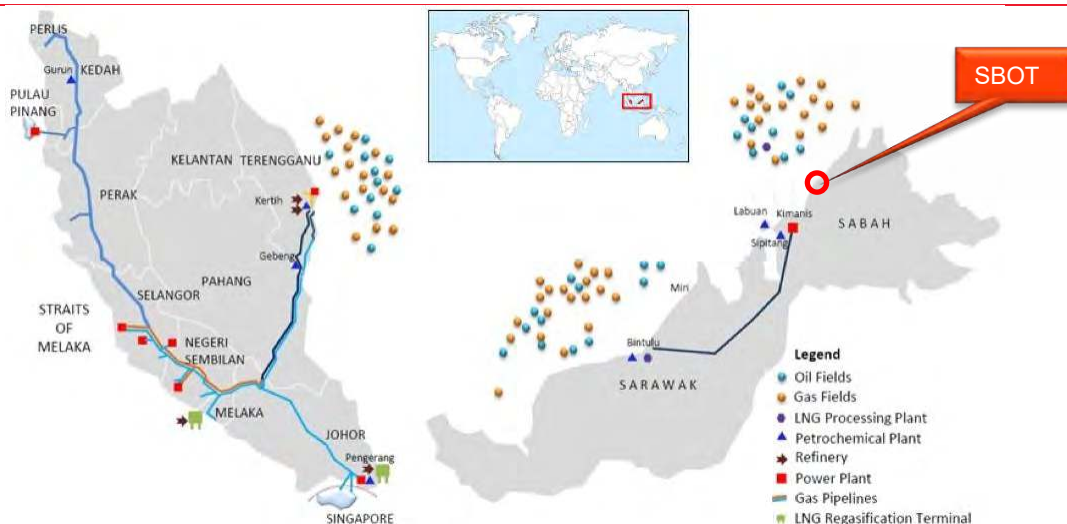 PERLIS
Gurun
KEDAH
PULAU
PINANG
KELANTAN
TERENGGANU
PERAK
Kertih
Gebeng
PAHANG
SELANGOR
STRAITS
OF
MELAKA
NEGERI
SEMBILAN
MELAKA
JOHOR
Pengerang
SINGAPORE
SBOT
Labuan
Kimanis
Sipitang
SABAH
Miri
Bintulu
SARAWAK
Legend
Oil Fields
Gas Fields
LNG Processing Plant
Petrochemical Plant
Refinery
Power Plant
Gas Pipelines
LNG Regasification Terminal